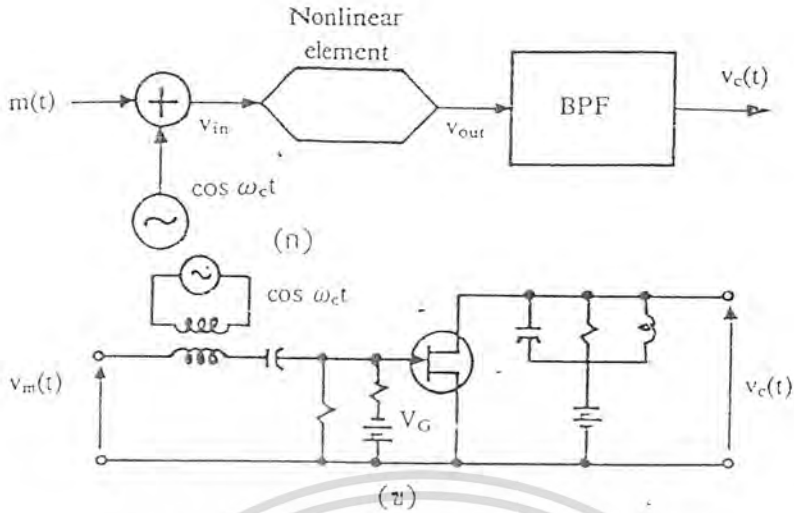 Nonlinear
element
m(t)
v_in
v_out
BPF
v_c(t)
cos ω_c t
(ก)
cos ω_c t
v_m(t)
V_G
v_c(t)
(ข)